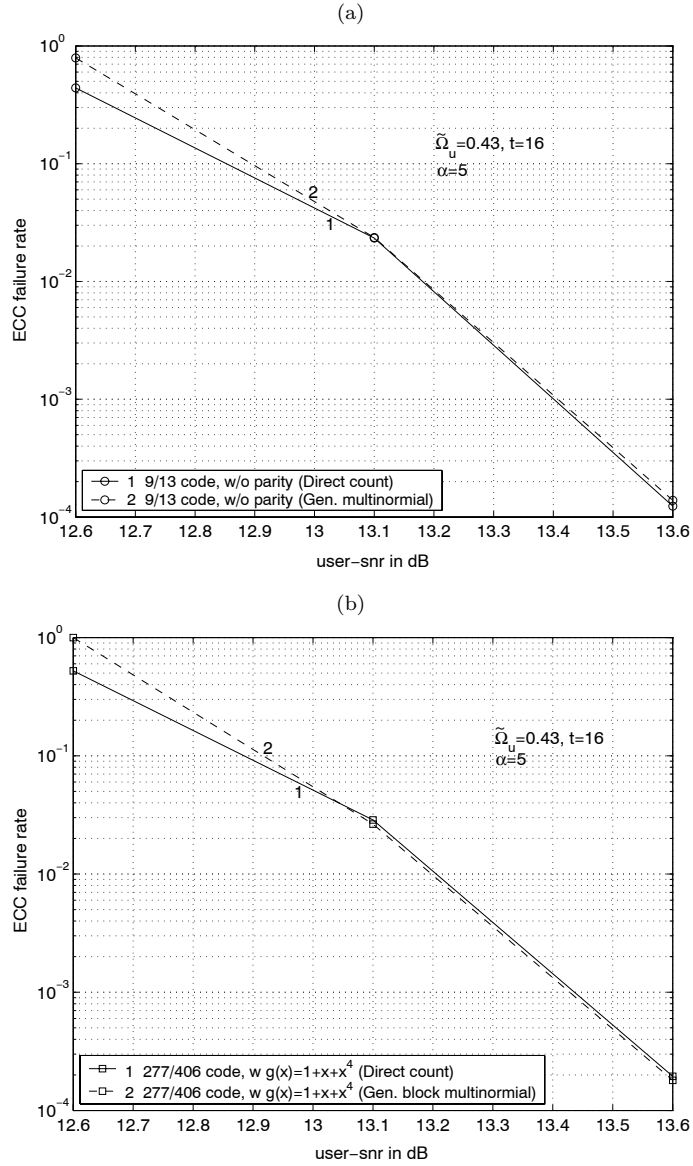 (a)
10^0
10^−1
10^−2
10^−3
10^−4
ECC failure rate
Ω̃_u=0.43, t=16
α=5
2
1
1 9/13 code, w/o parity (Direct count)
2 9/13 code, w/o parity (Gen. multinormial)
12.6 12.7 12.8 12.9 13 13.1 13.2 13.3 13.4 13.5 13.6
user−snr in dB
(b)
10^0
10^−1
10^−2
10^−3
10^−4
ECC failure rate
Ω̃_u=0.43, t=16
α=5
2
1
1 277/406 code, w g(x)=1+x+x^4 (Direct count)
2 277/406 code, w g(x)=1+x+x^4 (Gen. block multinormial)
12.6 12.7 12.8 12.9 13 13.1 13.2 13.3 13.4 13.5 13.6
user−snr in dB